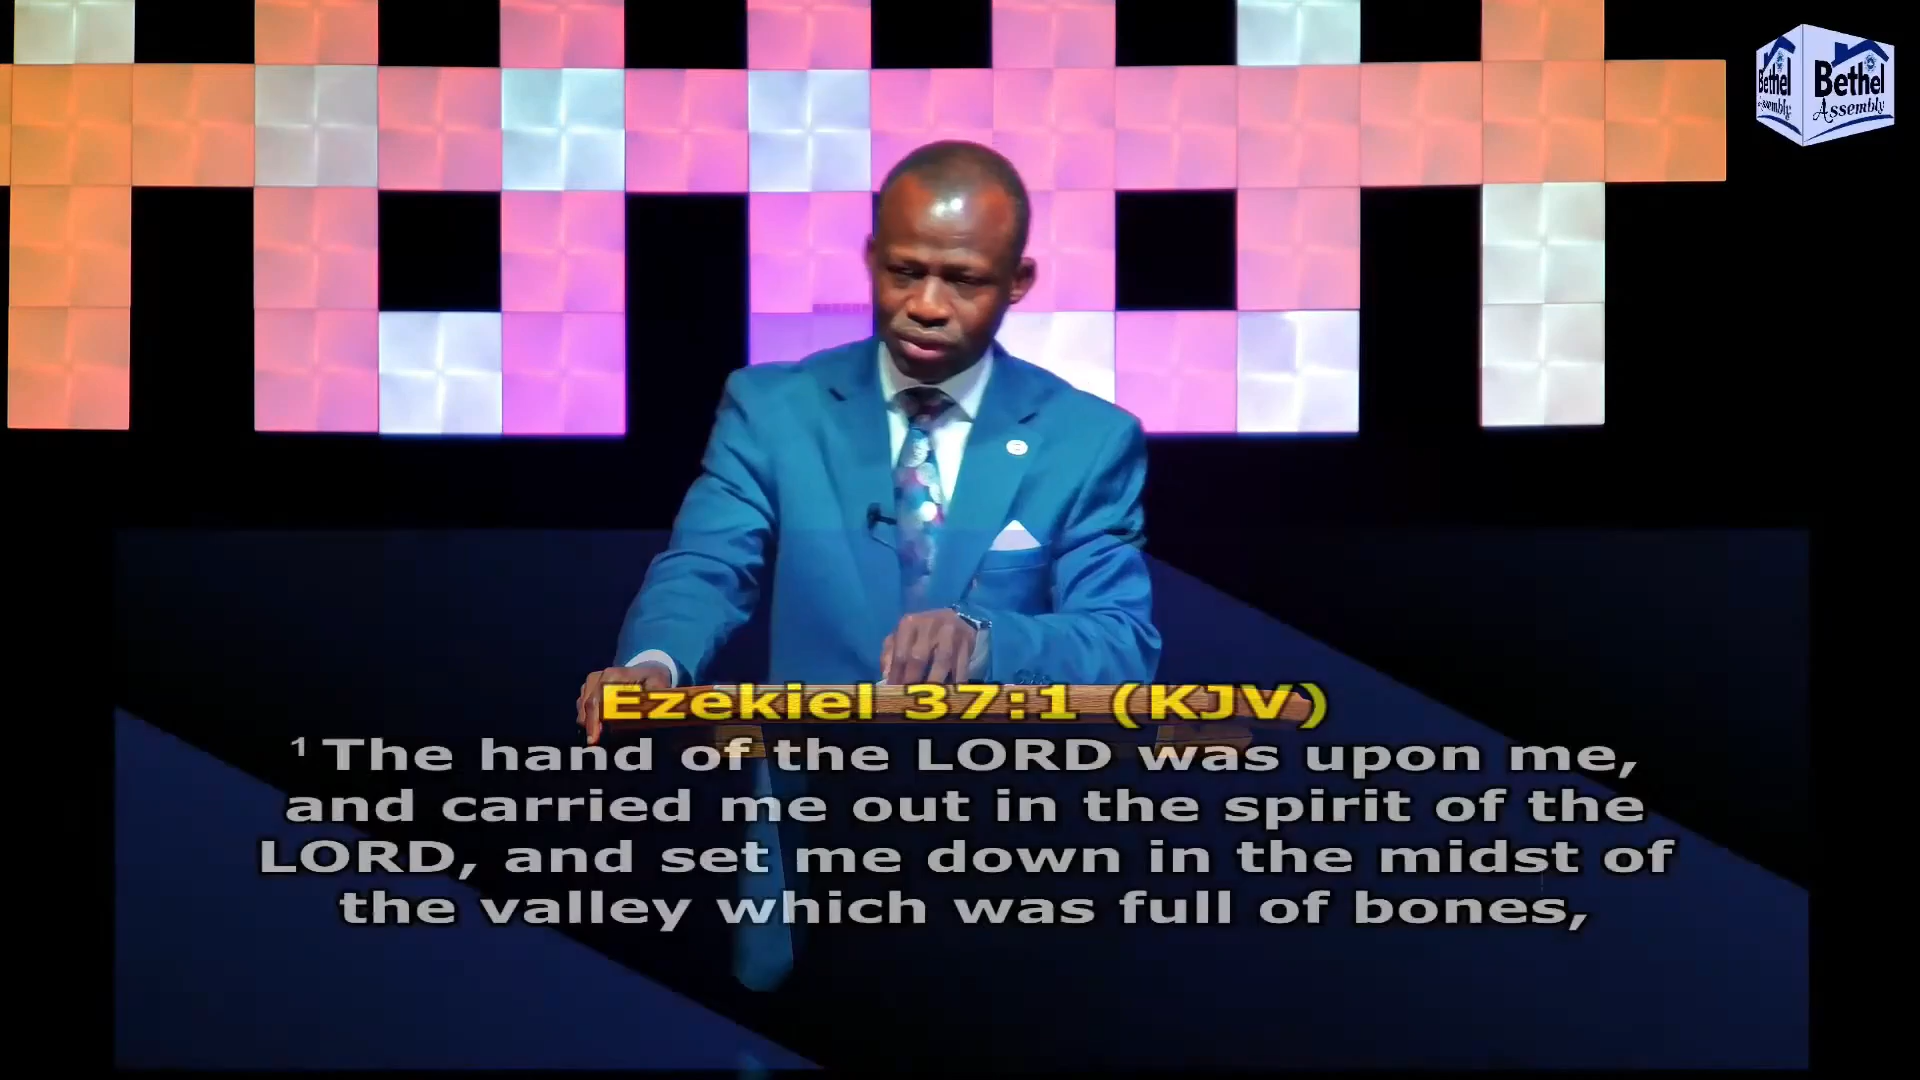 Bethel
Assembly
Bethel
Assembly
Ezekiel 37:1 (KJV)
1 The hand of the LORD was upon me,
and carried me out in the spirit of the
LORD, and set me down in the midst of
the valley which was full of bones,